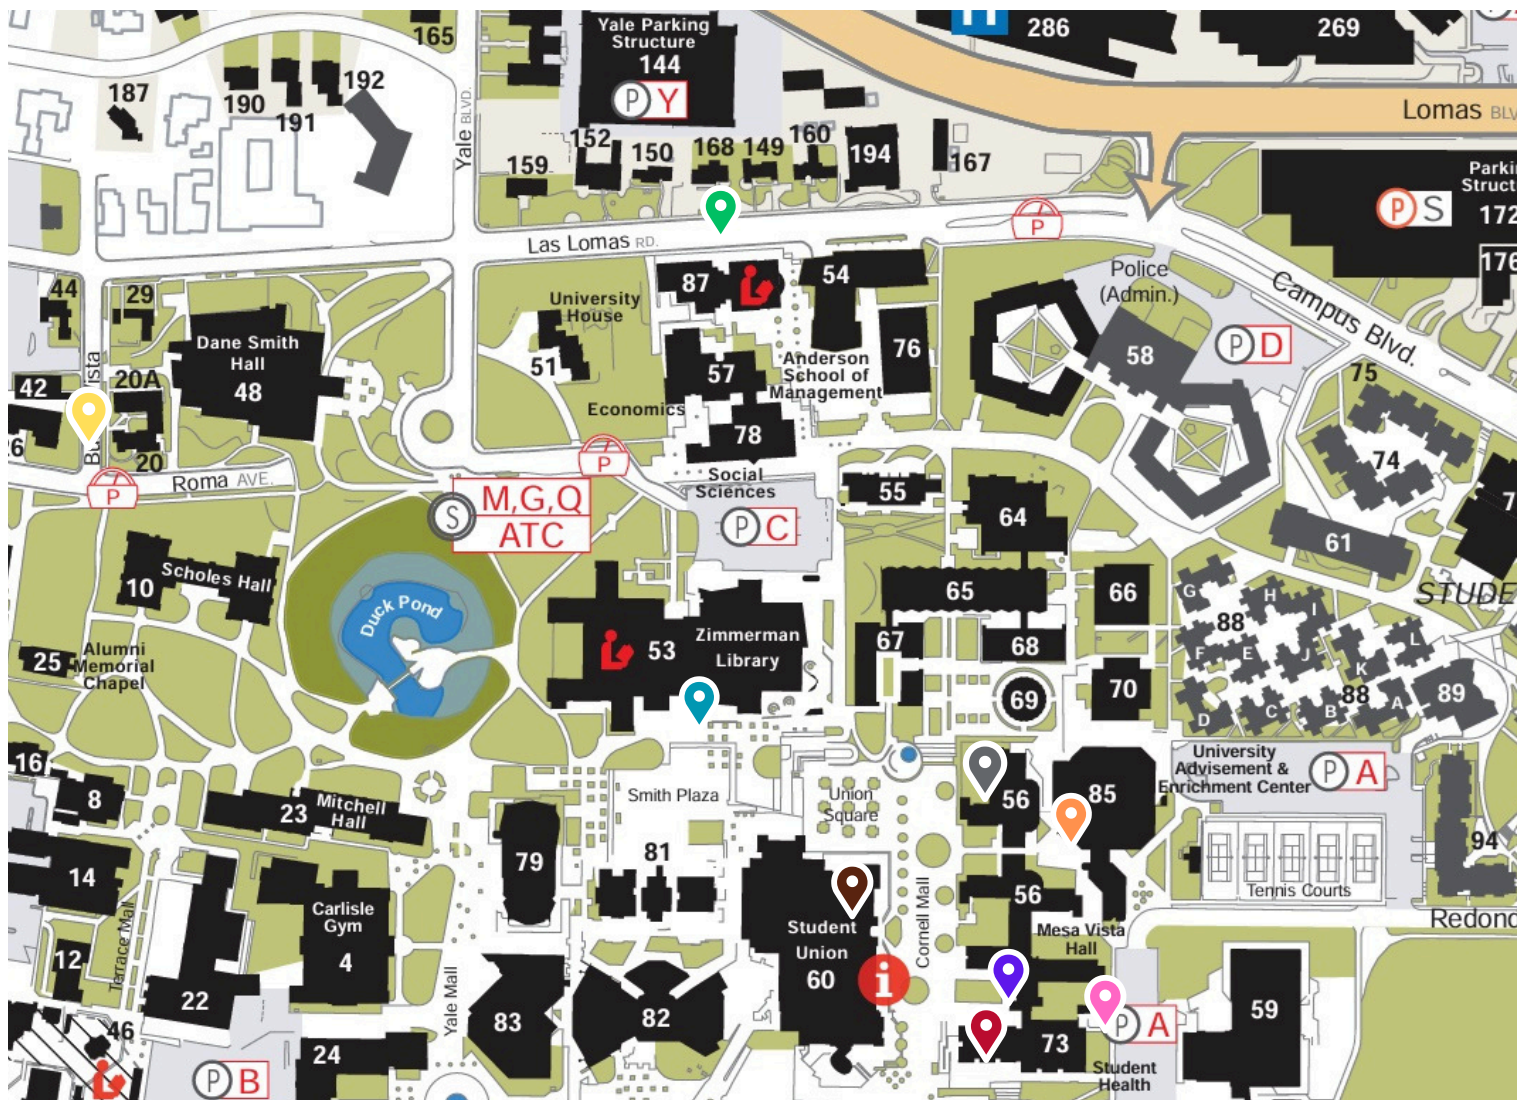 165
Yale Parking
Structure
144
P Y
286
269
192
187
190
191
Yale BLVD.
Lomas BLV
152
150
168
149
160
194
159
167
Parkin
Struct
P S
172
176
P
Las Lomas RD.
Police
(Admin.)
Campus Blvd.
44
29
87
54
University
House
Dane Smith
Hall
48
51
57
76
58
P D
Anderson
School of
Management
75
42
20A
Economics
78
74
26
20
P
Social
Sciences
Roma AVE.
P
S M,G,Q
ATC
P C
55
64
7
61
10
Scholes Hall
Duck Pond
65
66
STUDE
G
H
I
88
Zimmerman
Library
53
67
68
F
E
J
L
K
Alumni
Memorial
Chapel
25
69
70
88
89
D
C
B
A
16
8
23
Mitchell
Hall
Smith Plaza
Union
Square
56
85
University
Advisement &
Enrichment Center
P A
94
14
79
81
56
Tennis Courts
Carlisle
Gym
4
Terrace Mall
Cornell Mall
Student
Union
60
Mesa Vista
Hall
Redond
12
22
Yale Mall
83
82
i
59
46
24
73
P A
P B
Student
Health